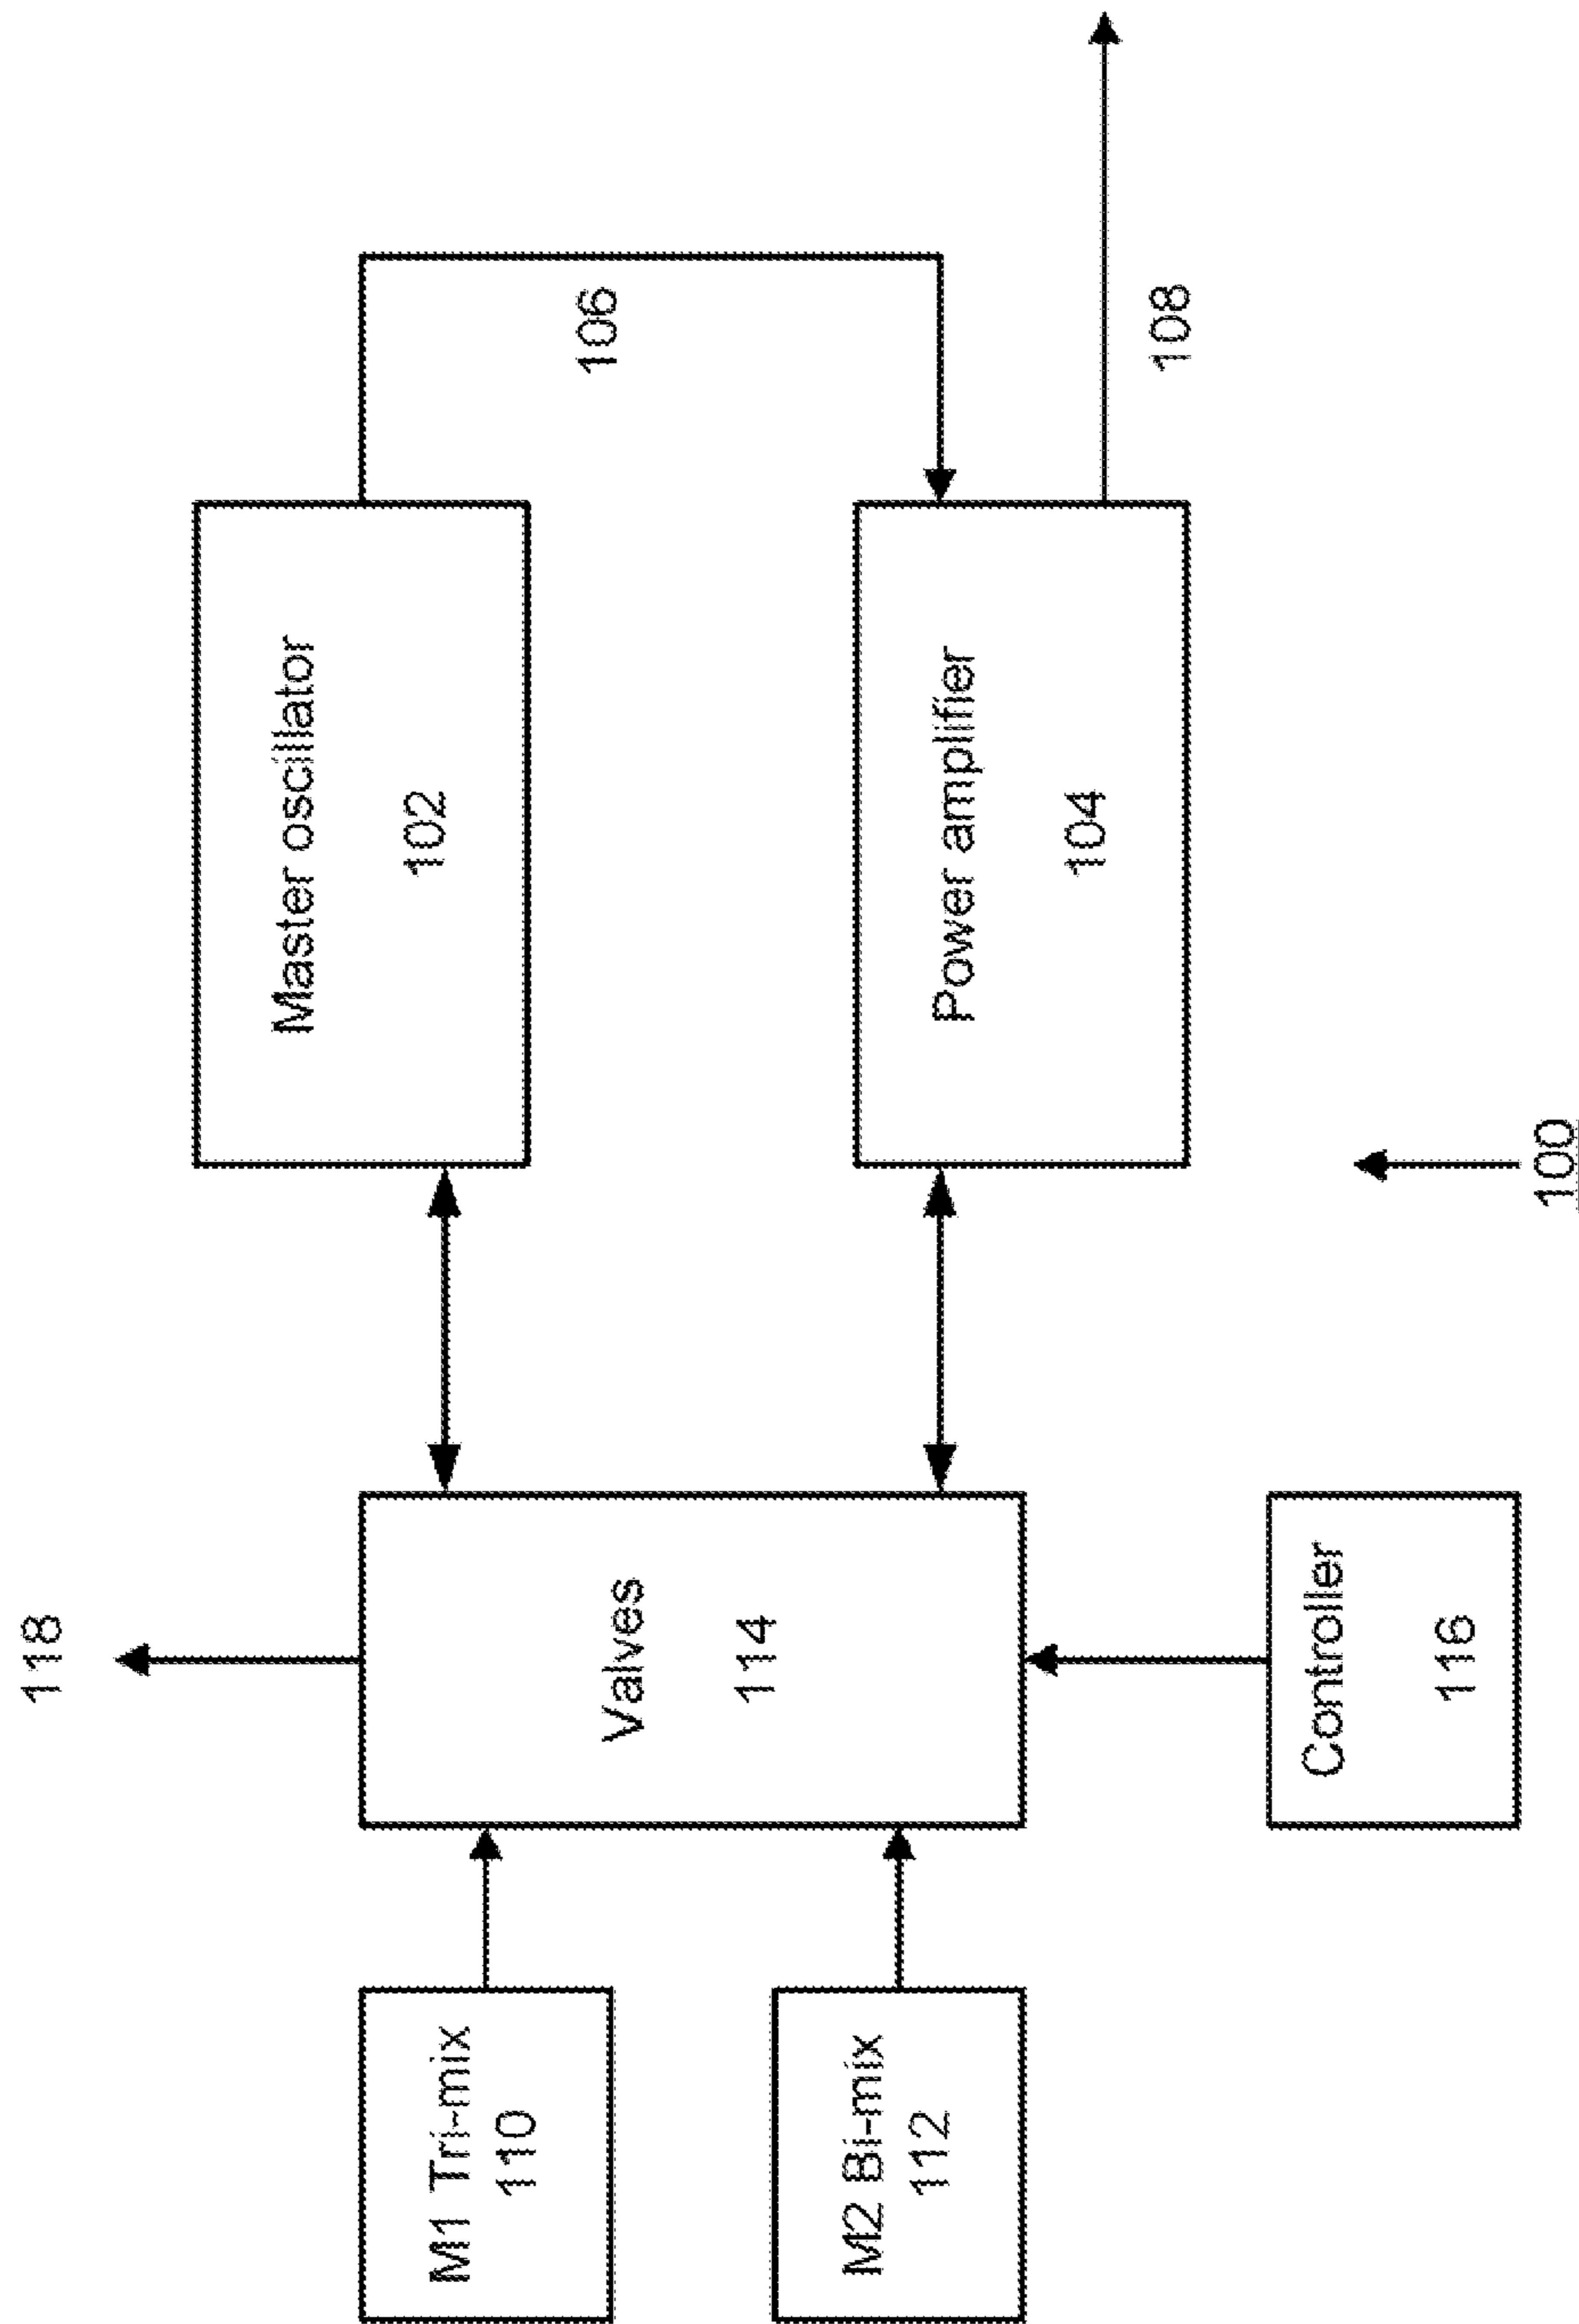 118
M1 Tri-mix
110
M2 Bi-mix
112
Valves
114
Controller
116
Master oscillator
102
106
Power amplifier
104
108
100